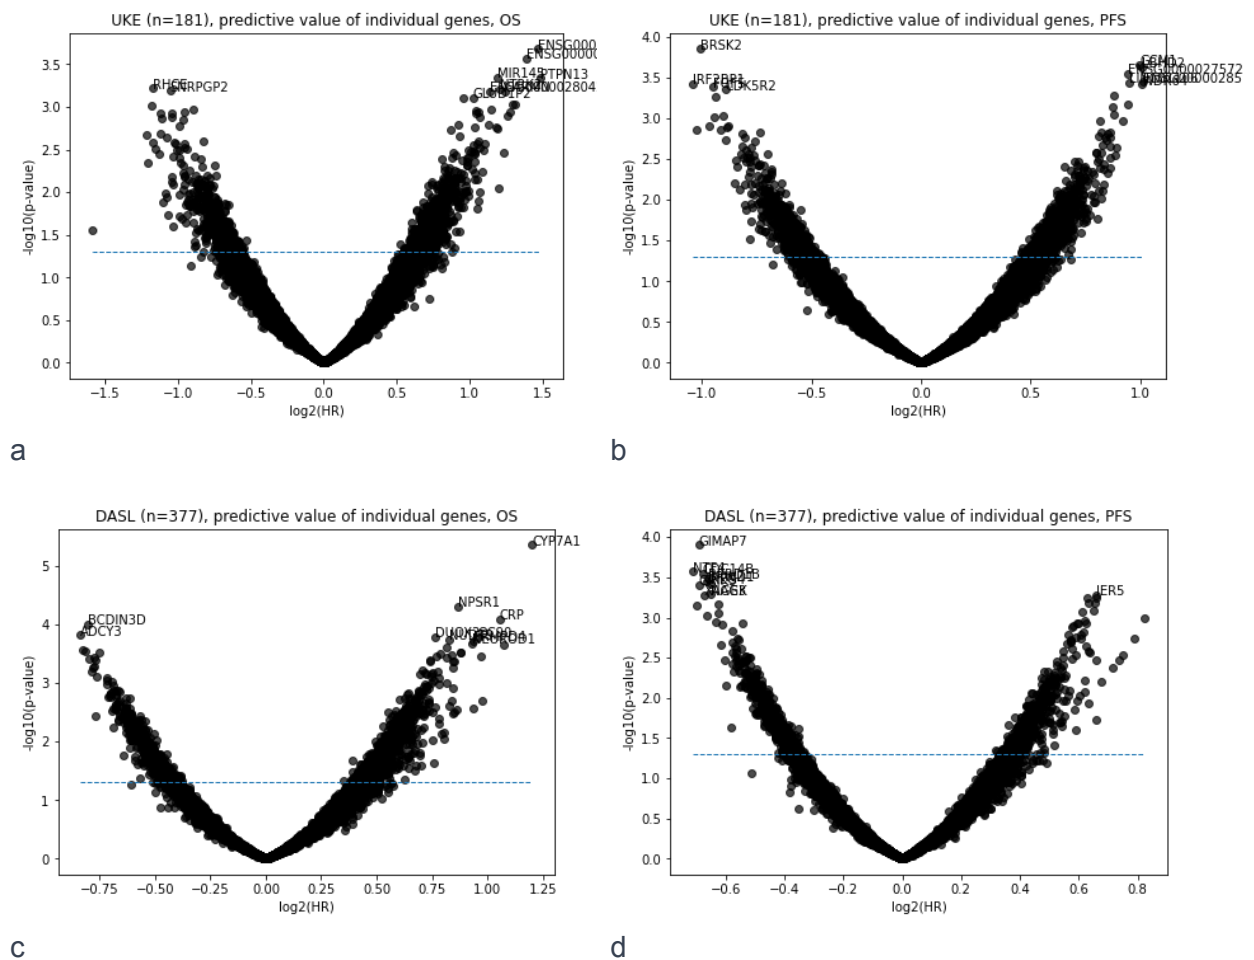 UKE (n=181), predictive value of individual genes, OS
3.5
3.0
2.5
2.0
1.5
1.0
0.5
0.0
-log10(p-value)
RHCE
MIR145
PTPN13
−1.5
−1.0
−0.5
0.0
0.5
1.0
1.5
log2(HR)
a
UKE (n=181), predictive value of individual genes, PFS
4.0
3.5
3.0
2.5
2.0
1.5
1.0
0.5
0.0
-log10(p-value)
BRSK2
IRF2BP1
CDK5R2
−1.0
−0.5
0.0
0.5
1.0
log2(HR)
b
DASL (n=377), predictive value of individual genes, OS
5
4
3
2
1
0
-log10(p-value)
CYP7A1
NPSR1
CRP
BCDIN3D
ADCY3
−0.75
−0.50
−0.25
0.00
0.25
0.50
0.75
1.00
1.25
log2(HR)
c
DASL (n=377), predictive value of individual genes, PFS
4.0
3.5
3.0
2.5
2.0
1.5
1.0
0.5
0.0
-log10(p-value)
GIMAP7
IER5
−0.6
−0.4
−0.2
0.0
0.2
0.4
0.6
0.8
log2(HR)
d